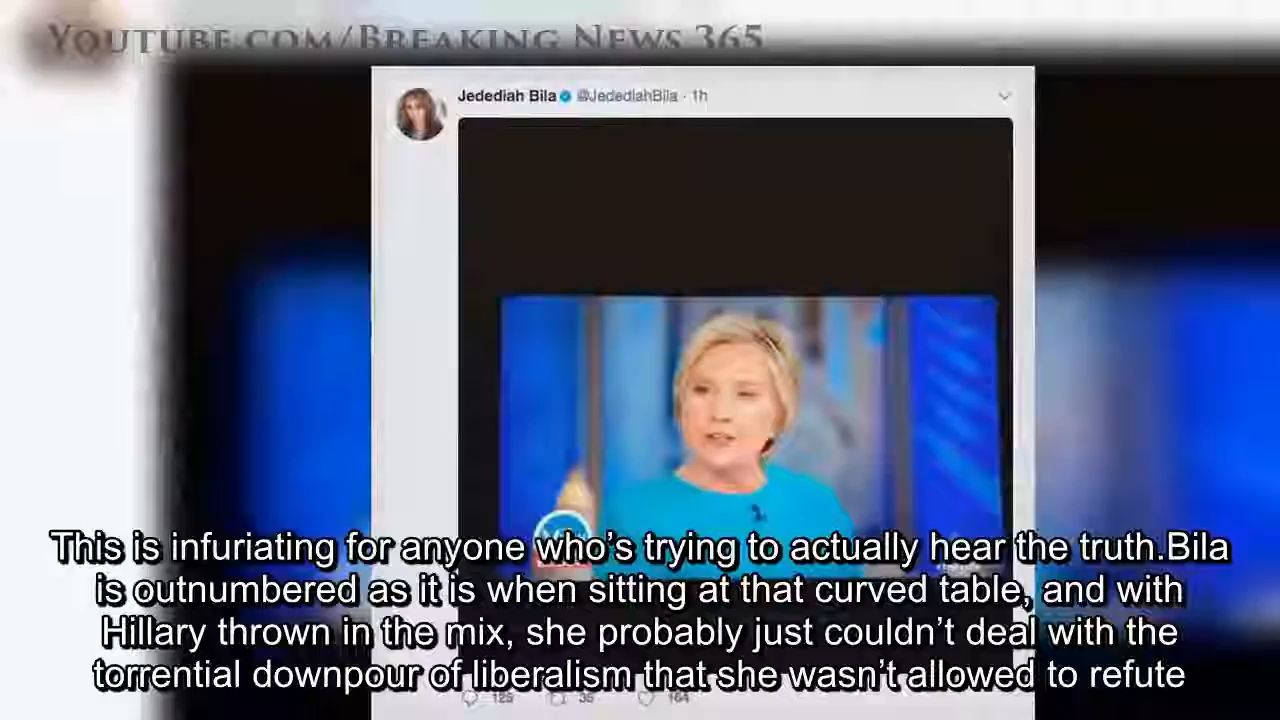 YouTube.com/Breaking News 365
Jedediah Bila @JedediahBila · 1h
This is infuriating for anyone who's trying to actually hear the truth.Bila
is outnumbered as it is when sitting at that curved table, and with
Hillary thrown in the mix, she probably just couldn't deal with the
torrential downpour of liberalism that she wasn't allowed to refute
125 35 164